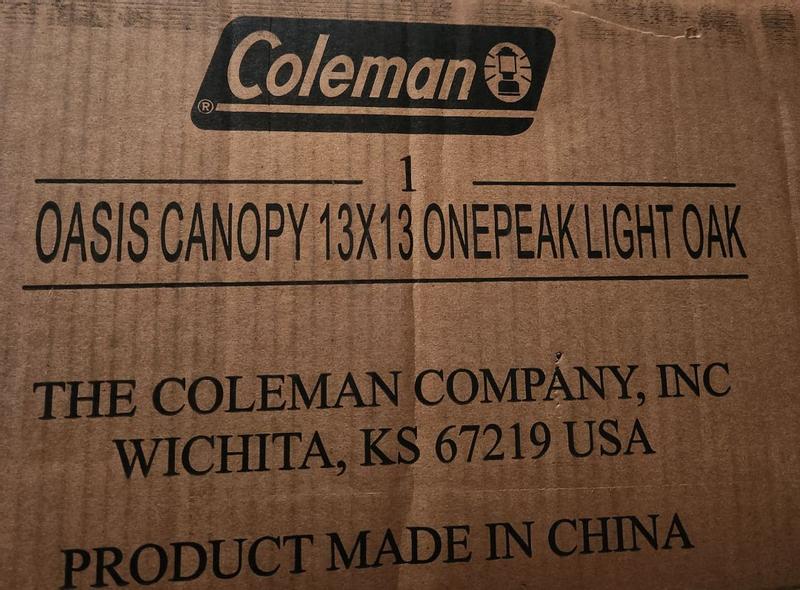 Coleman
®
1
OASIS CANOPY 13X13 ONEPEAK LIGHT OAK
THE COLEMAN COMPANY, INC
WICHITA, KS 67219 USA
PRODUCT MADE IN CHINA